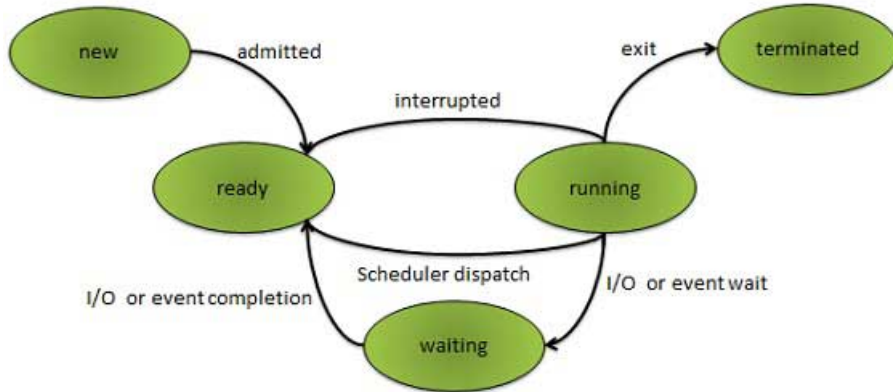 new
admitted
exit
terminated
interrupted
ready
running
Scheduler dispatch
I/O or event completion
I/O or event wait
waiting